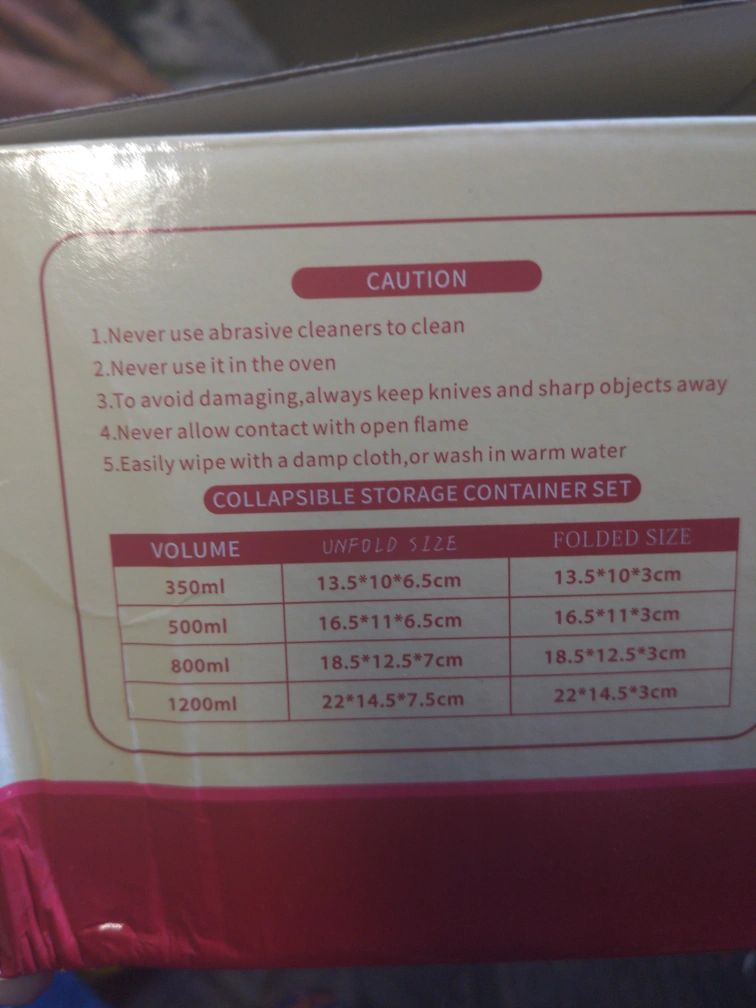 CAUTION
1.Never use abrasive cleaners to clean
2.Never use it in the oven
3.To avoid damaging,always keep knives and sharp objects away
4.Never allow contact with open flame
5.Easily wipe with a damp cloth,or wash in warm water
COLLAPSIBLE STORAGE CONTAINER SET
VOLUME UNFOLD SIZE FOLDED SIZE
350ml 13.5*10*6.5cm 13.5*10*3cm
500ml 16.5*11*6.5cm 16.5*11*3cm
800ml 18.5*12.5*7cm 18.5*12.5*3cm
1200ml 22*14.5*7.5cm 22*14.5*3cm